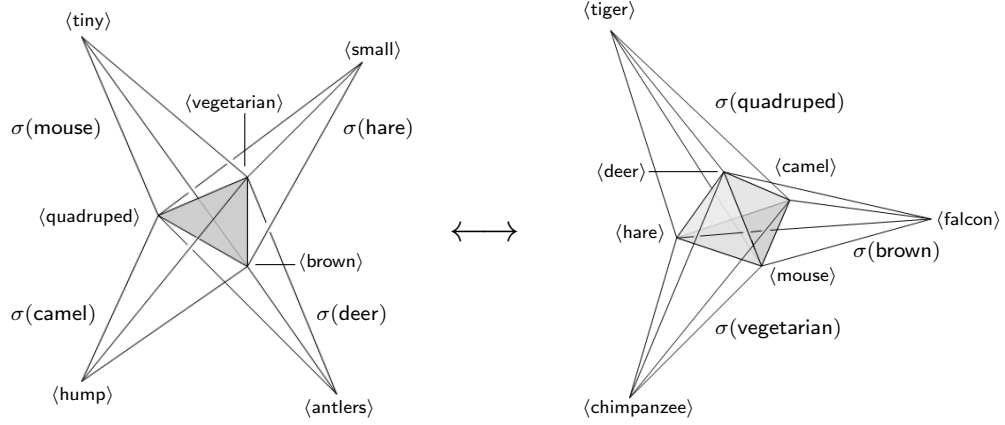 ⟨tiny⟩
⟨small⟩
⟨vegetarian⟩
σ(mouse)
σ(hare)
⟨quadruped⟩
⟨brown⟩
σ(camel)
σ(deer)
⟨hump⟩
⟨antlers⟩
⟨tiger⟩
σ(quadruped)
⟨deer⟩
⟨camel⟩
⟨hare⟩
⟨falcon⟩
σ(brown)
⟨mouse⟩
σ(vegetarian)
⟨chimpanzee⟩